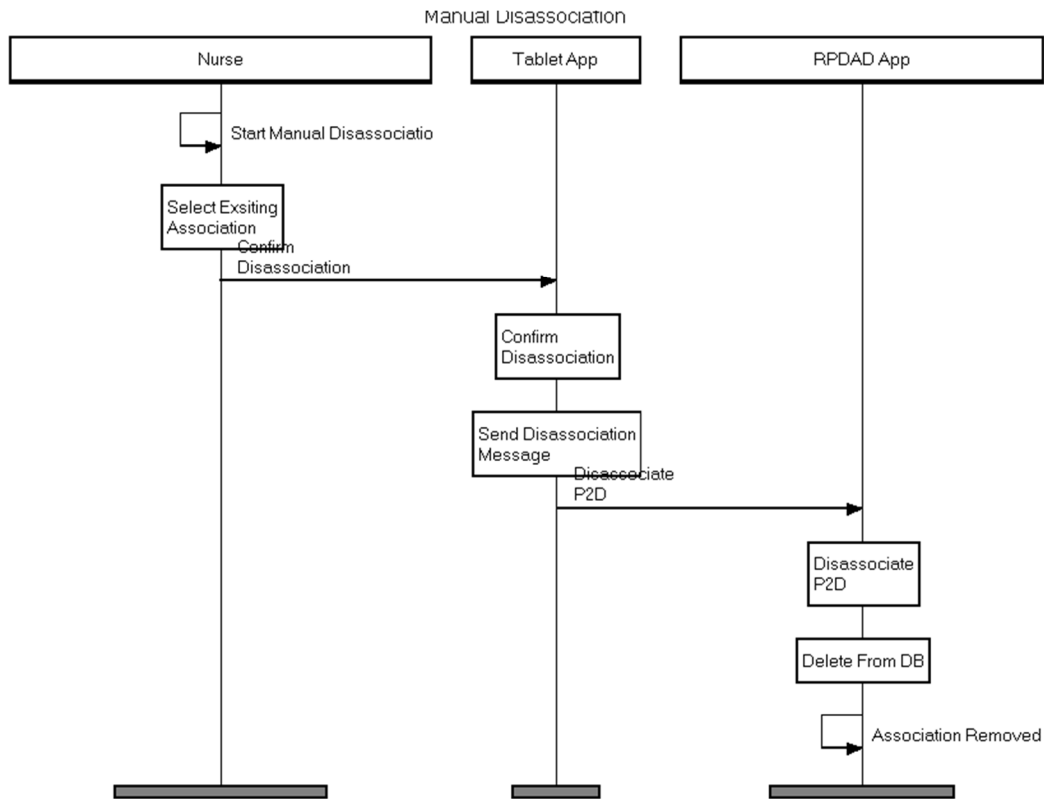 Manual Disassociation
Nurse
Tablet App
RPDAD App
Start Manual Disassociatio
Select Exsiting
Association
Confirm
Disassociation
Confirm
Disassociation
Send Disassociation
Message
Disassociate
P2D
Disassociate
P2D
Delete From DB
Association Removed